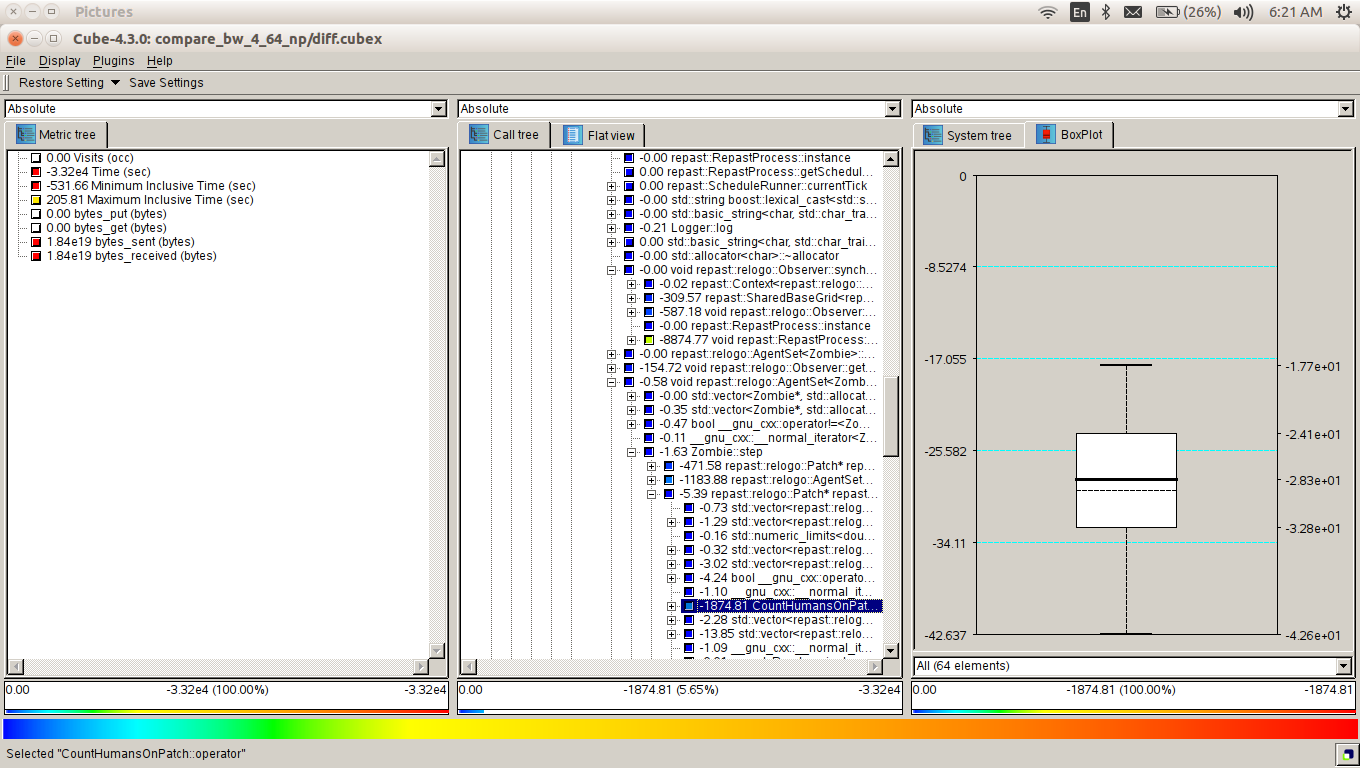 Pictures
En
(26%)
6:21 AM
Cube-4.3.0: compare_bw_4_64_np/diff.cubex
File Display Plugins Help
Restore Setting Save Settings
Absolute
Metric tree
0.00 Visits (occ)
-3.32e4 Time (sec)
-531.66 Minimum Inclusive Time (sec)
205.81 Maximum Inclusive Time (sec)
0.00 bytes_put (bytes)
0.00 bytes_get (bytes)
1.84e19 bytes_sent (bytes)
1.84e19 bytes_received (bytes)
0.00 -3.32e4 (100.00%) -3.32e4
Absolute
Call tree Flat view
-0.00 repast::RepastProcess::instance
0.00 repast::RepastProcess::getSchedul...
0.00 repast::ScheduleRunner::currentTick
-0.00 std::string boost::lexical_cast<std::s...
-0.00 std::basic_string<char, std::char_tra...
-0.21 Logger::log
0.00 std::basic_string<char, std::char_trai...
-0.00 std::allocator<char>::~allocator
-0.00 void repast::relogo::Observer::synch...
-0.02 repast::Context<repast::relogo::...
-309.57 repast::SharedBaseGrid<rep...
-587.18 void repast::relogo::Observer:...
-0.00 repast::RepastProcess::instance
-8874.77 void repast::RepastProcess:...
-0.00 repast::relogo::AgentSet<Zombie>::...
-154.72 void repast::relogo::Observer::get...
-0.58 void repast::relogo::AgentSet<Zomb...
-0.00 std::vector<Zombie*, std::allocat...
-0.35 std::vector<Zombie*, std::allocat...
-0.47 bool __gnu_cxx::operator!=<Zo...
-0.11 __gnu_cxx::__normal_iterator<Z...
-1.63 Zombie::step
-471.58 repast::relogo::Patch* rep...
-1183.88 repast::relogo::AgentSet...
-5.39 repast::relogo::Patch* repast...
-0.73 std::vector<repast::relog...
-1.29 std::vector<repast::relog...
-0.16 std::numeric_limits<dou...
-0.32 std::vector<repast::relog...
-3.02 std::vector<repast::relog...
-4.24 bool __gnu_cxx::operato...
-1.10 __gnu_cxx::__normal_it...
-1874.81 CountHumansOnPat...
-2.28 std::vector<repast::relog...
-13.85 std::vector<repast::relo...
-1.09 __gnu_cxx::__normal_it...
0.00 -1874.81 (5.65%) -3.32e4
Absolute
System tree BoxPlot
0
-8.5274
-17.055
-1.77e+01
-2.41e+01
-25.582
-2.83e+01
-3.28e+01
-34.11
-42.637 -4.26e+01
All (64 elements)
0.00 -1874.81 (100.00%) -1874.81
Selected "CountHumansOnPatch::operator"